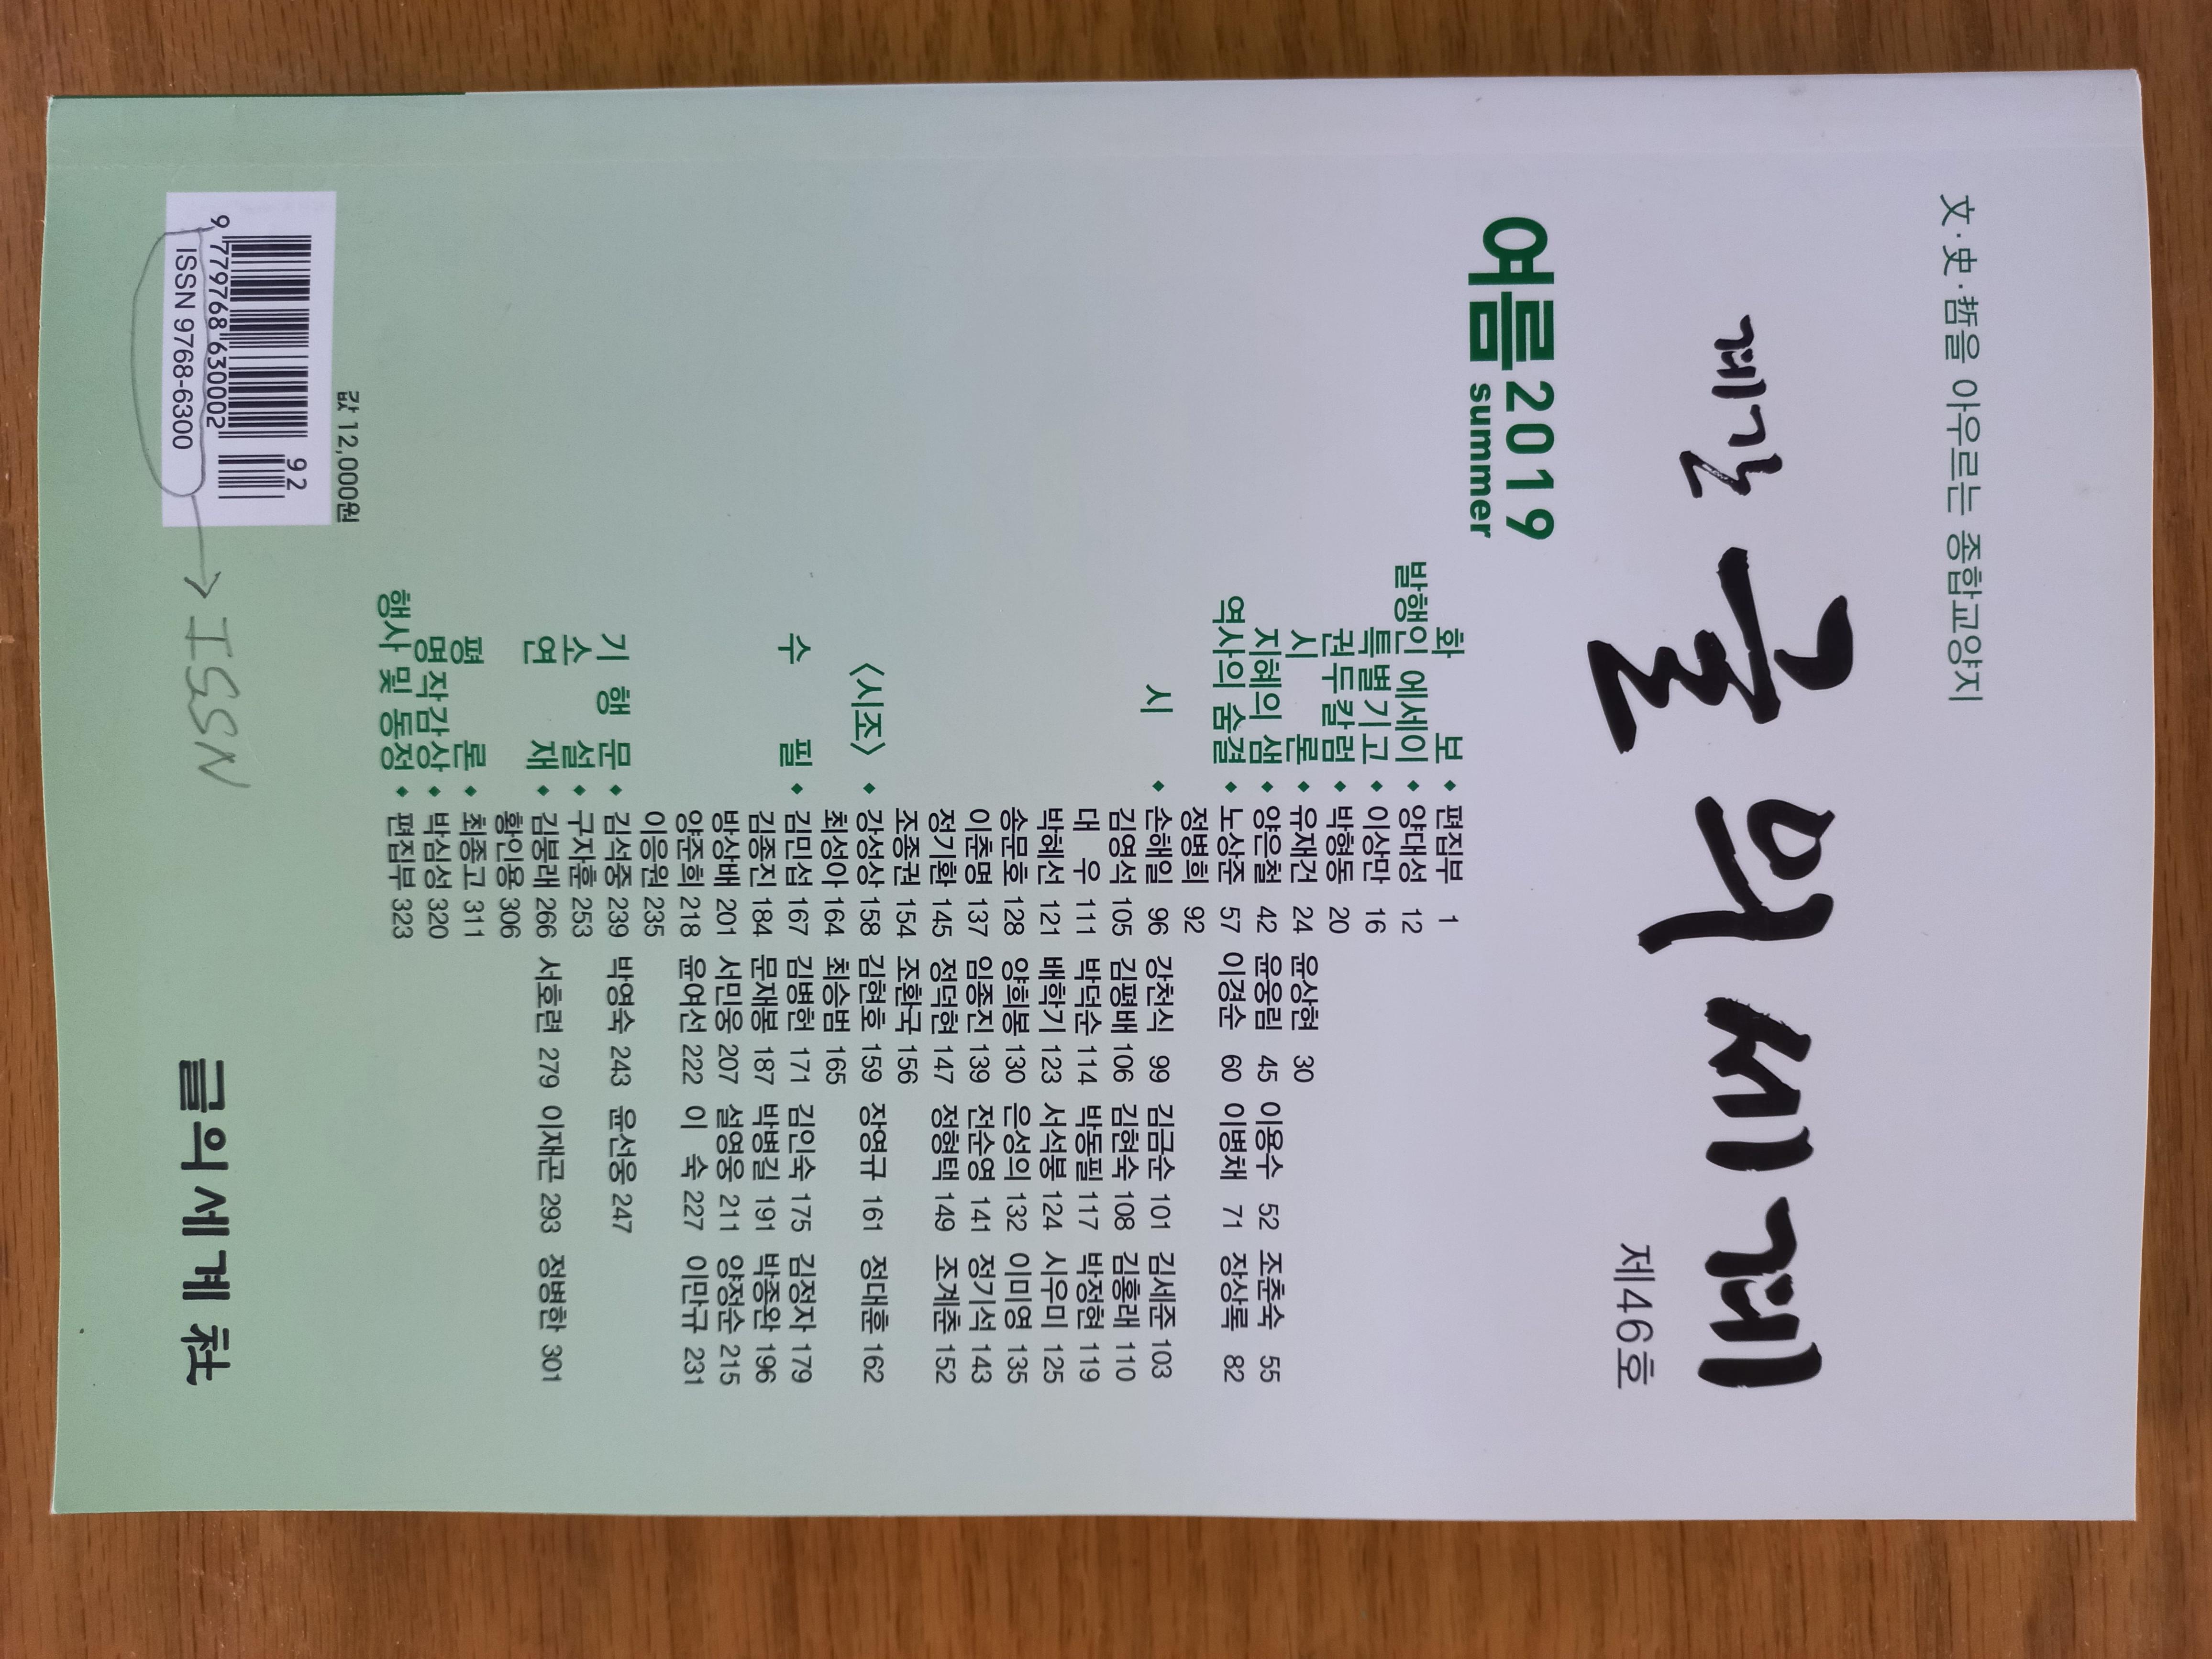 文·史·哲을 아우르는 종합교양지
계간 글의세계
제46호
여름 2019
summer
화 보 ◆ 편집부 1
발행인 에세이 ◆ 양대성 12
특별기고 ◆ 이상만 16
권두칼럼 ◆ 박형동 20
시 론 ◆ 유재건 24 윤상현 30
지혜의 샘 ◆ 양은철 42 윤응림 45 이용수 52 조춘숙 55
역사의 숨결 ◆ 노상준 57 이경순 60 이병채 71 장상록 82
정병희 92
시 ◆ 손해일 96 강천식 99 김금순 101 김세준 103
김영석 105 김평배 106 김현숙 108 김홍래 110
대 우 111 박덕순 114 박동필 117 박정현 119
박혜선 121 배학기 123 서석봉 124 시우미 125
송문호 128 양희봉 130 은성의 132 이미영 135
이춘명 137 임종진 139 전순영 141 정기석 143
정기환 145 정덕현 147 정형택 149 조계춘 152
조종권 154 조환국 156
〈시조〉 ◆ 강성상 158 김현호 159 장영규 161 정대훈 162
최성아 164 최승범 165
수 필 ◆ 김민섭 167 김병헌 171 김인숙 175 김정자 179
김종진 184 문재봉 187 박병길 191 박종완 196
방상배 201 서민웅 207 설영웅 211 양정순 215
양준희 218 윤여선 222 이 숙 227 이만규 231
이응원 235
기 행 문 ◆ 김석중 239 박영숙 243 윤선웅 247
소 설 ◆ 구자훈 253
연 재 ◆ 김붕래 266 서호련 279 이재곤 293 정병한 301
황인용 306
평 론 ◆ 최종고 311
명작감상 ◆ 박심성 320
행사 및 동정 ◆ 편집부 323
값 12,000원
92
9 779768 630002
ISSN 9768-6300
→ ISSN
글의세계 社